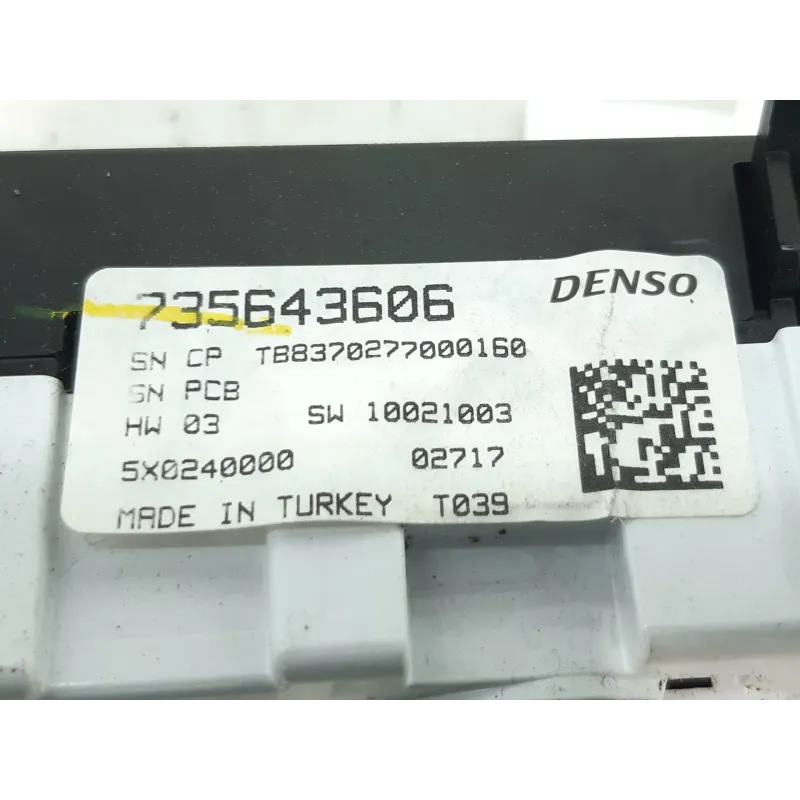 735643606 DENSO
SN CP TB8370277000160
SN PCB
HW 03 SW 10021003
5X0240000 02717
MADE IN TURKEY T039